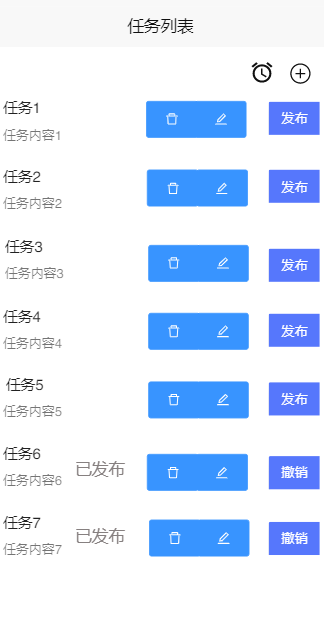 任务列表
任务1
任务内容1
发布
任务2
任务内容2
发布
任务3
任务内容3
发布
任务4
任务内容4
发布
任务5
任务内容5
发布
任务6
任务内容6
已发布
撤销
任务7
任务内容7
已发布
撤销